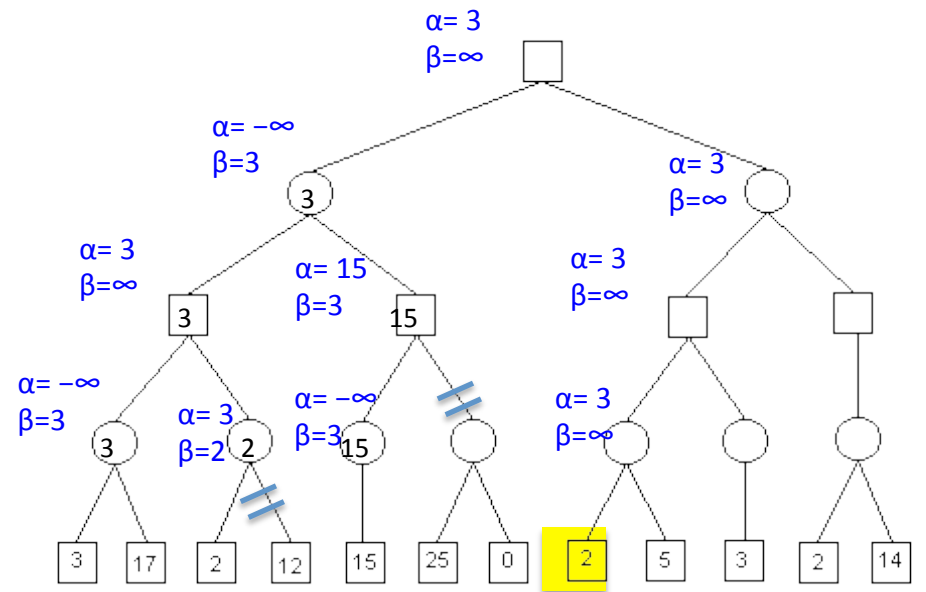 α= 3
β=∞
α= −∞
β=3
3
α= 3
β=∞
α= 3
β=∞
3
α= 15
β=3
15
α= 3
β=∞
α= −∞
β=3
3
α= 3
β=2
2
α= −∞
β=3
15
α= 3
β=∞
3 17 2 12 15 25 0 2 5 3 2 14